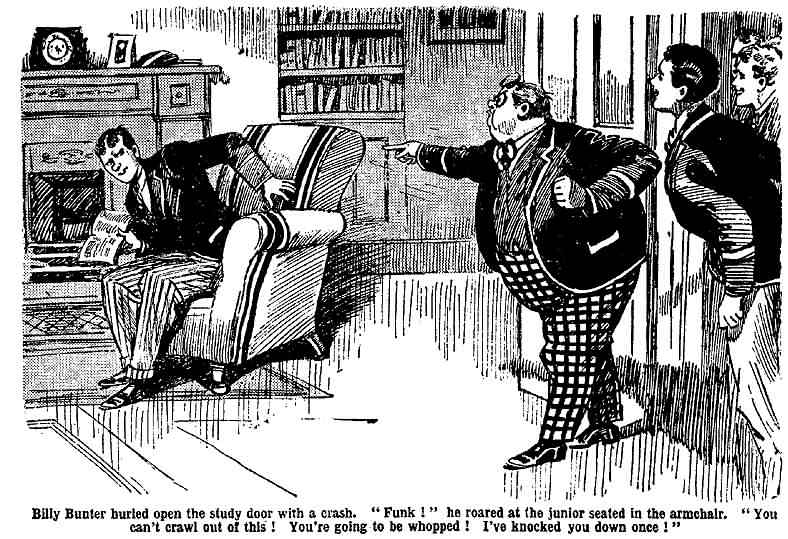 Billy Bunter hurled open the study door with a crash. "Funk!" he roared at the junior seated in the armchair. "You
can't crawl out of this! You're going to be whopped! I've knocked you down once!"